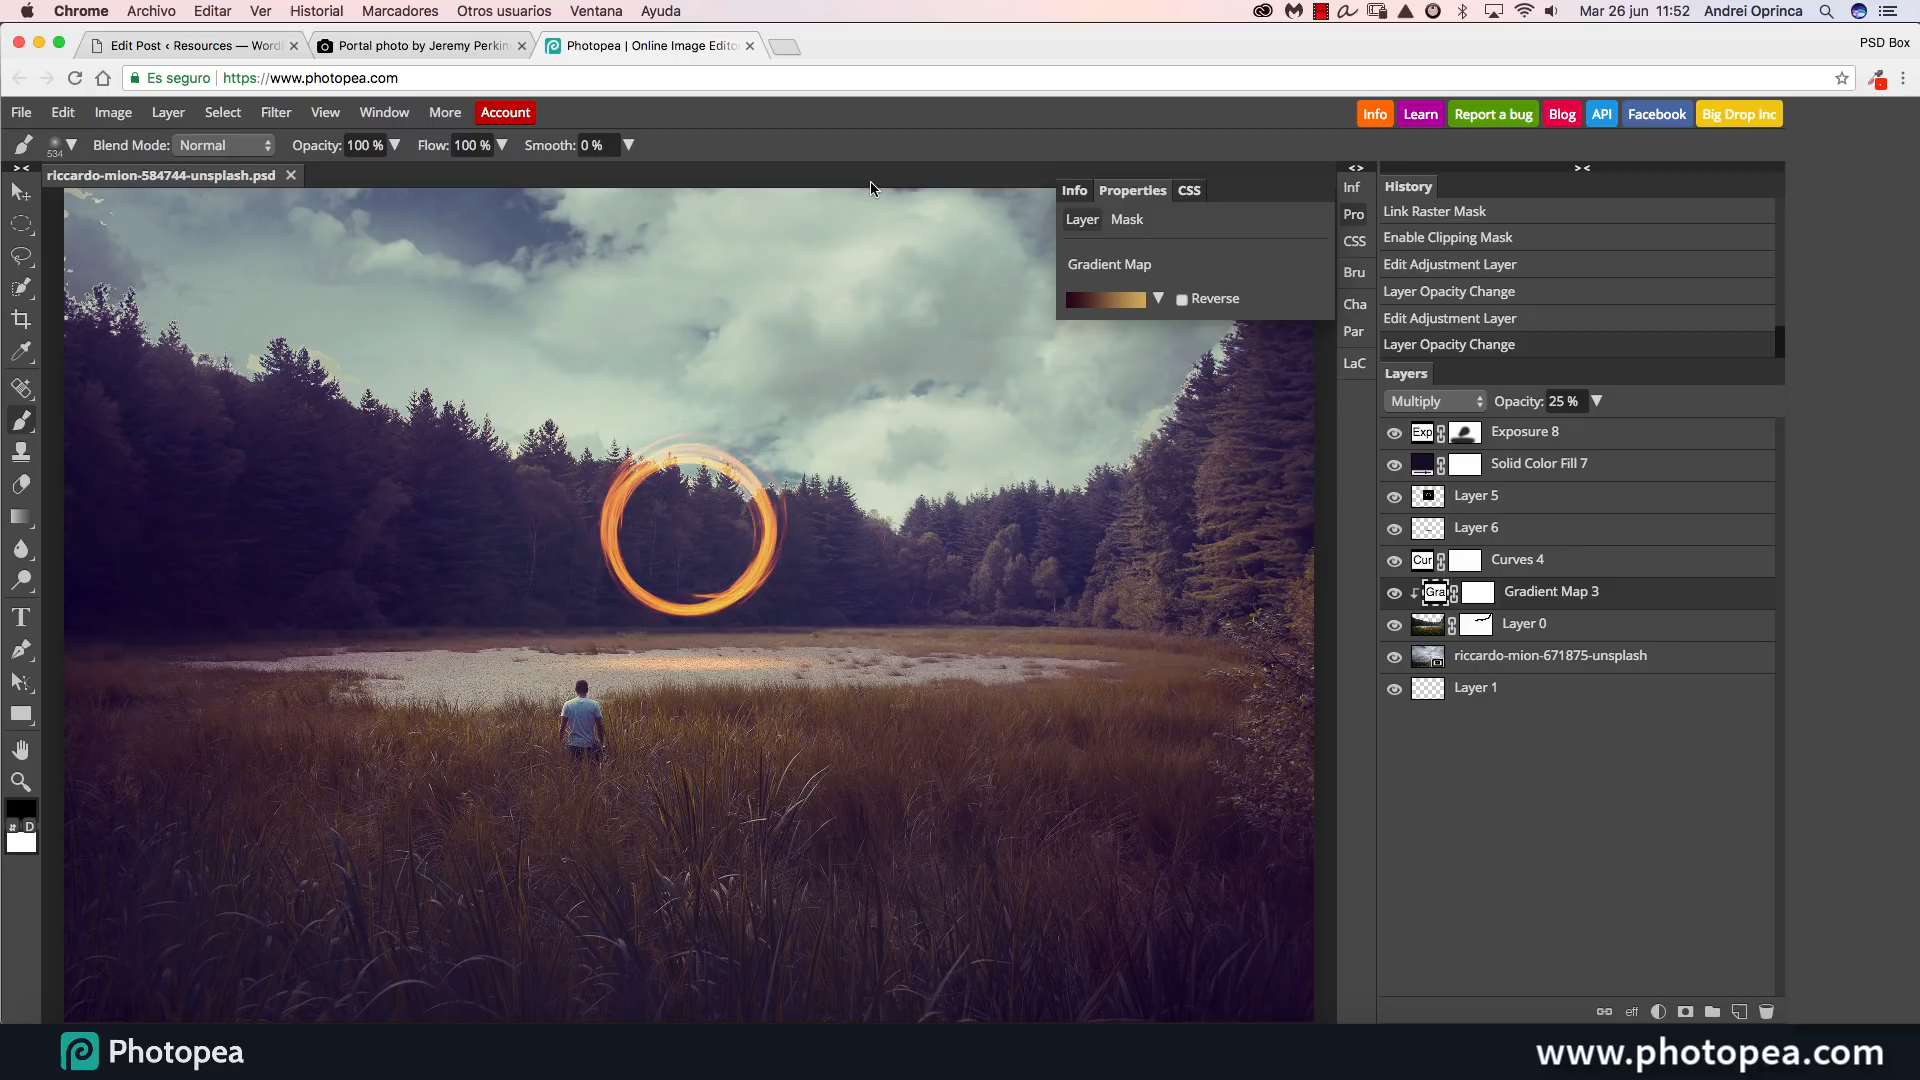 Chrome Archivo Editar Ver Historial Marcadores Otros usuarios Ventana Ayuda Mar 26 jun 11:52 Andrei Oprinca
Edit Post ‹ Resources — Word Portal photo by Jeremy Perkin Photopea | Online Image Edito PSD Box
Es seguro https://www.photopea.com
File Edit Image Layer Select Filter View Window More Account Info Learn Report a bug Blog API Facebook Big Drop Inc
534 Blend Mode: Normal Opacity: 100 % Flow: 100 % Smooth: 0 %
riccardo-mion-584744-unsplash.psd
Info Properties CSS
Layer Mask
Gradient Map
Reverse
Inf
Pro
CSS
Bru
Cha
Par
LaC
History
Link Raster Mask
Enable Clipping Mask
Edit Adjustment Layer
Layer Opacity Change
Edit Adjustment Layer
Layer Opacity Change
Layers
Multiply Opacity: 25 %
Exp Exposure 8
Solid Color Fill 7
Layer 5
Layer 6
Cur Curves 4
Gra Gradient Map 3
Layer 0
riccardo-mion-671875-unsplash
Layer 1
D
eff
Photopea www.photopea.com